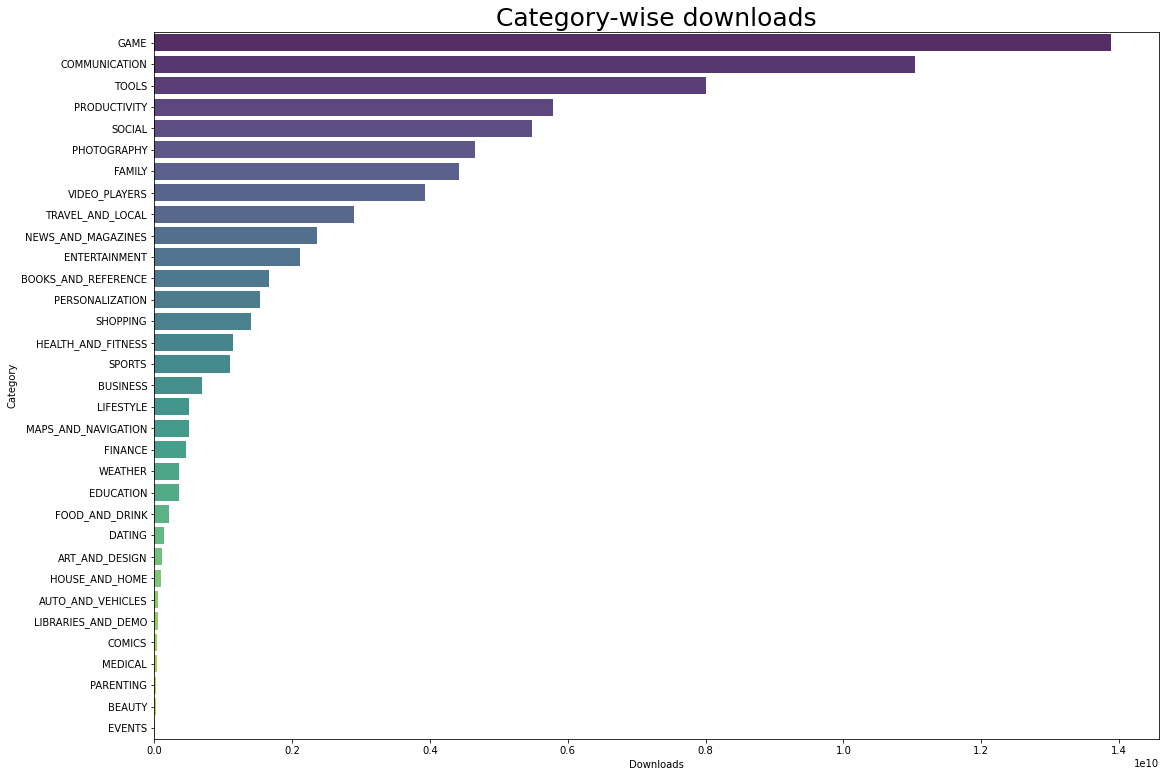 Category-wise downloads
GAME
COMMUNICATION
TOOLS
PRODUCTIVITY
SOCIAL
PHOTOGRAPHY
FAMILY
VIDEO_PLAYERS
TRAVEL_AND_LOCAL
NEWS_AND_MAGAZINES
ENTERTAINMENT
BOOKS_AND_REFERENCE
PERSONALIZATION
SHOPPING
HEALTH_AND_FITNESS
SPORTS
BUSINESS
LIFESTYLE
MAPS_AND_NAVIGATION
FINANCE
WEATHER
EDUCATION
FOOD_AND_DRINK
DATING
ART_AND_DESIGN
HOUSE_AND_HOME
AUTO_AND_VEHICLES
LIBRARIES_AND_DEMO
COMICS
MEDICAL
PARENTING
BEAUTY
EVENTS
Category
0.0 0.2 0.4 0.6 0.8 1.0 1.2 1.4
Downloads
1e10